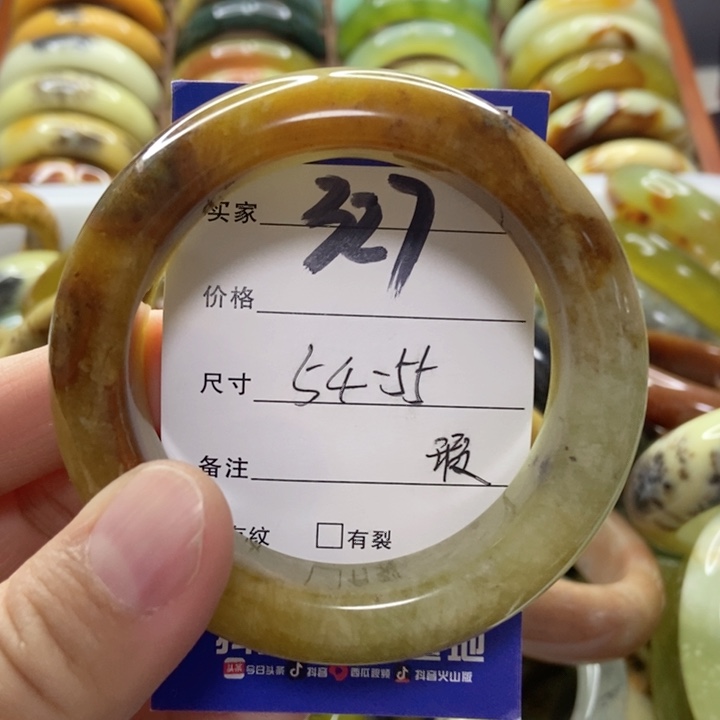 买家 327
价格
尺寸 54-55
备注 瑕
纹 □有裂
今日头条 抖音 西瓜视频 抖音火山版